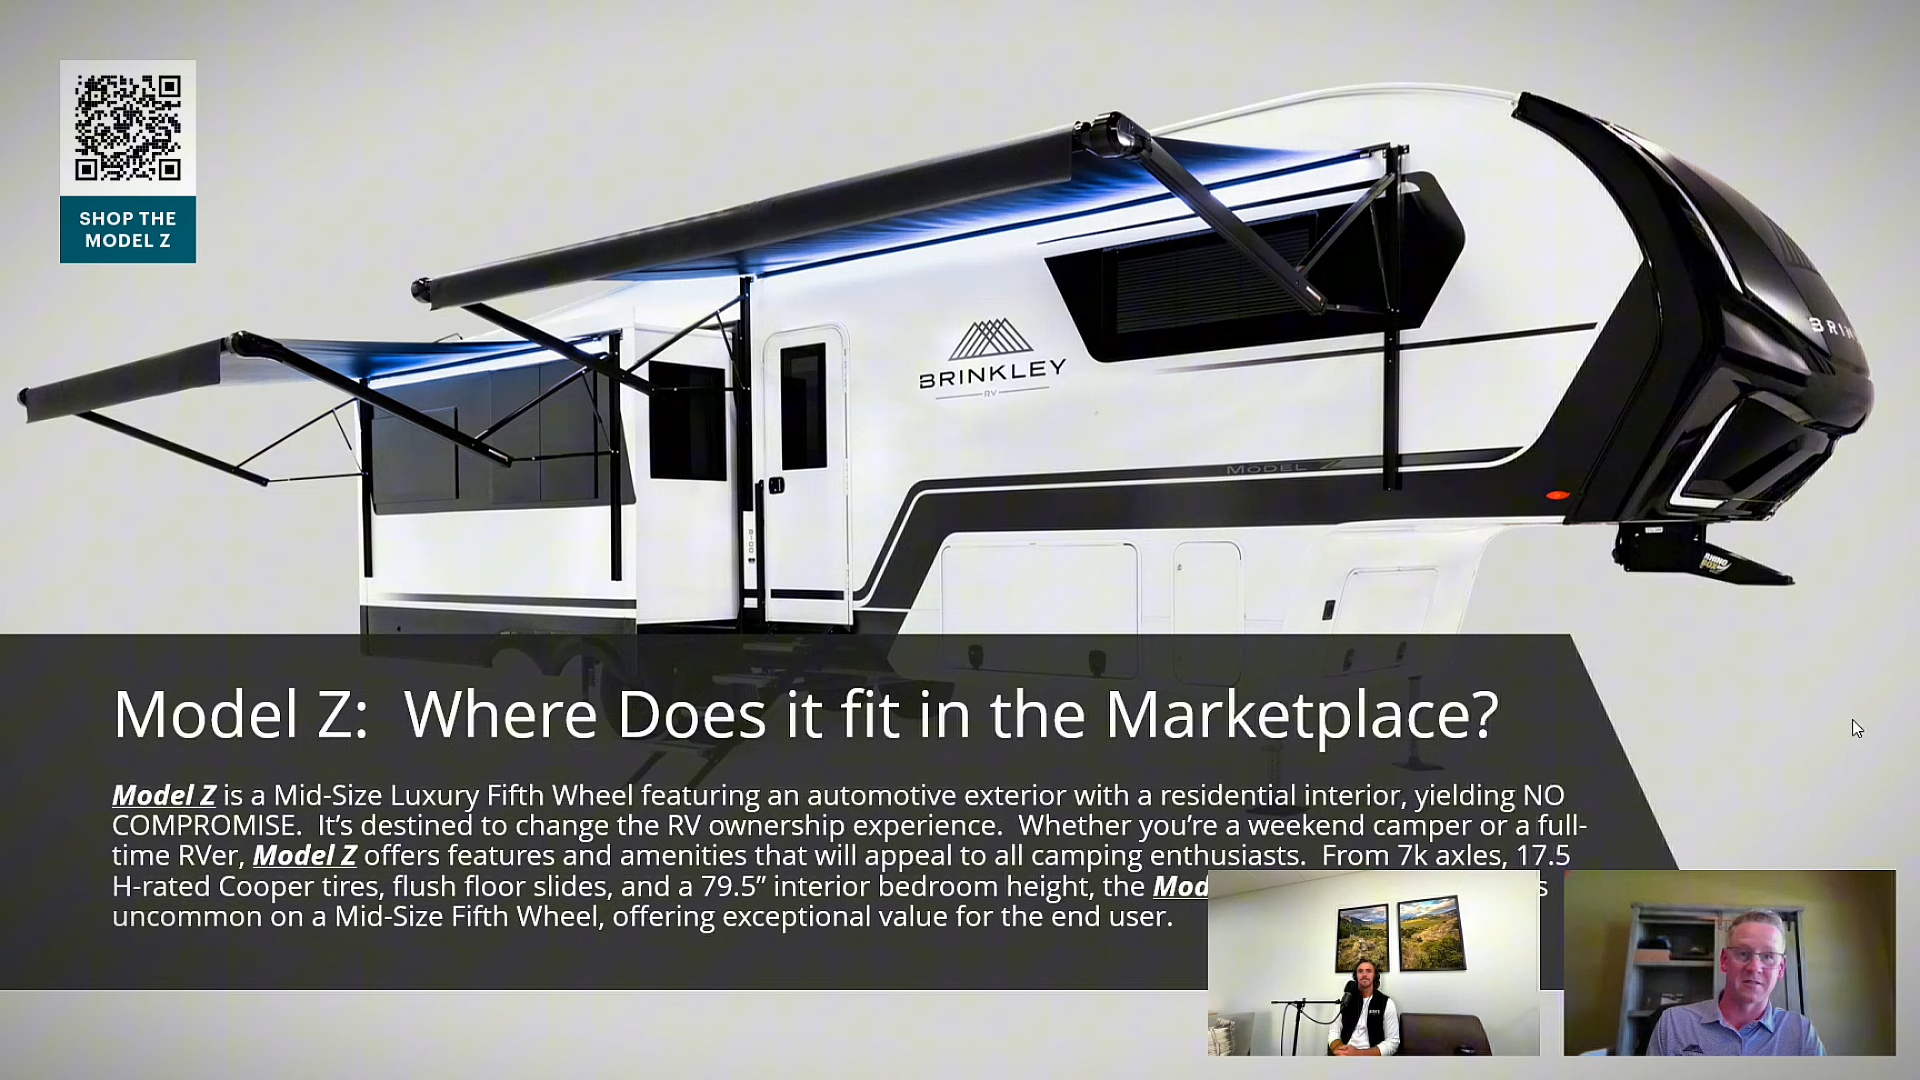 SHOP THE
MODEL Z
BRINKLEY
RV
MODEL Z
RHINO
BOX
Model Z:  Where Does it fit in the Marketplace?
Model Z is a Mid-Size Luxury Fifth Wheel featuring an automotive exterior with a residential interior, yielding NO
COMPROMISE.  It’s destined to change the RV ownership experience.  Whether you’re a weekend camper or a full-
time RVer, Model Z offers features and amenities that will appeal to all camping enthusiasts.  From 7k axles, 17.5
H-rated Cooper tires, flush floor slides, and a 79.5” interior bedroom height, the
uncommon on a Mid-Size Fifth Wheel, offering exceptional value for the end user.